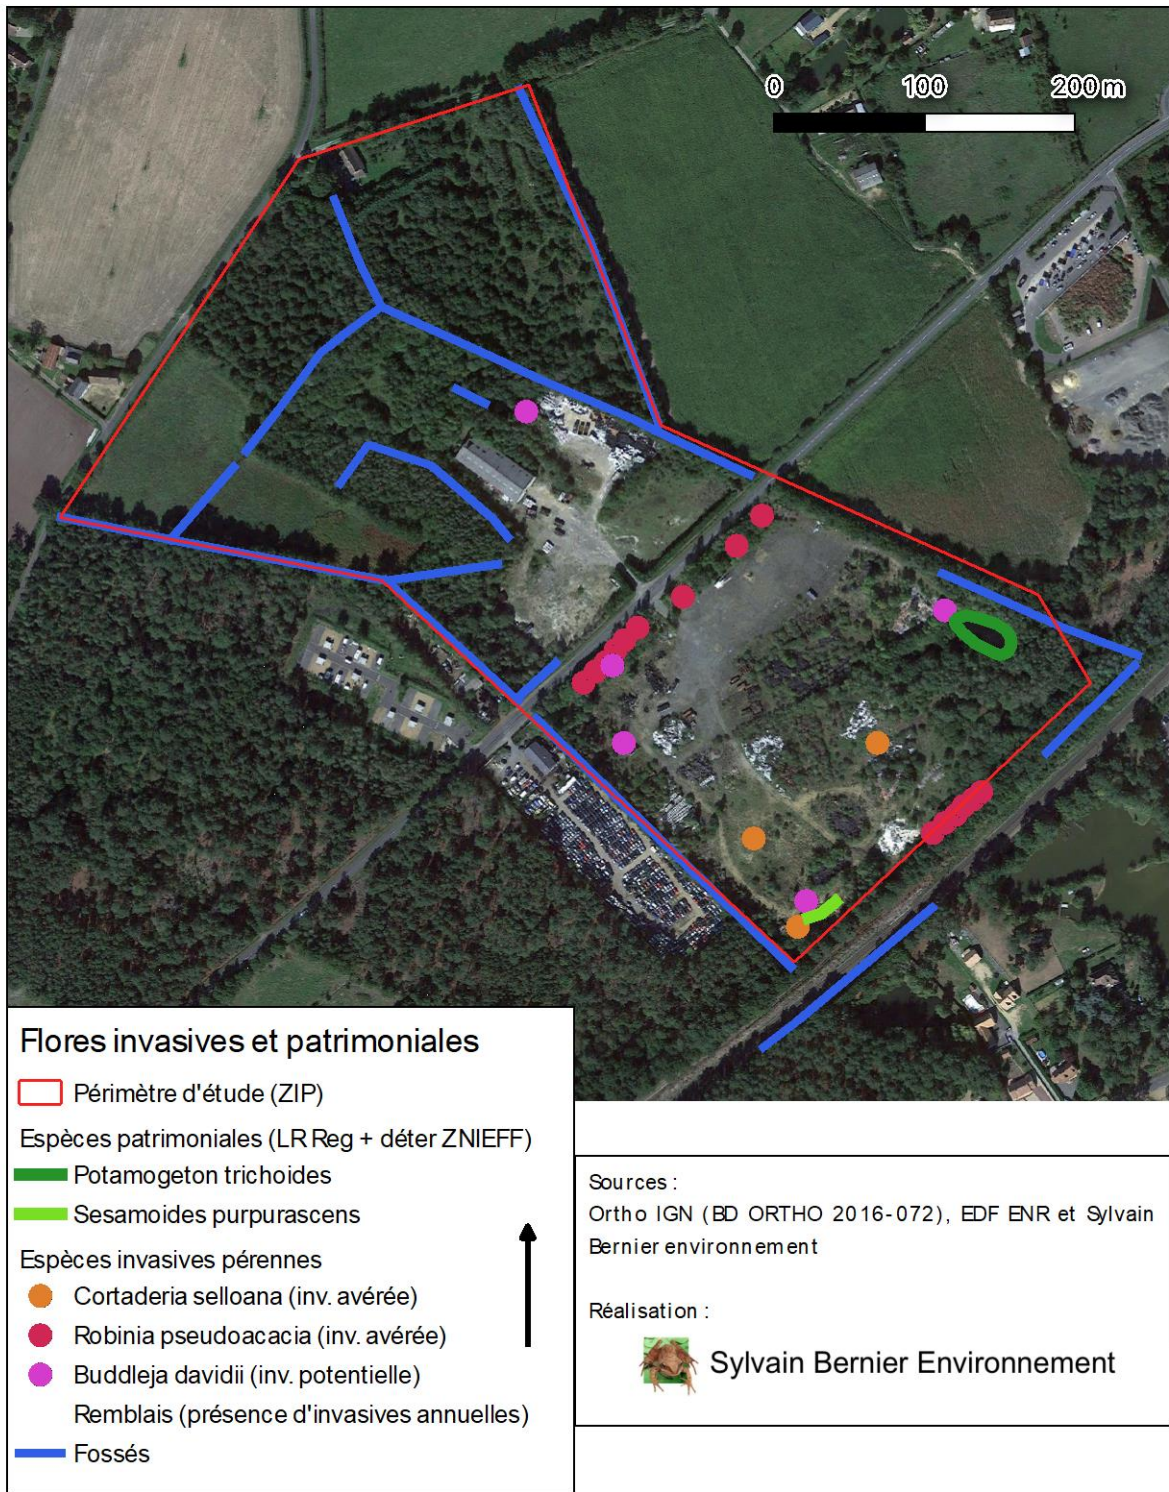 0 100 200 m
Flores invasives et patrimoniales
Périmètre d'étude (ZIP)
Espèces patrimoniales (LR Reg + déter ZNIEFF)
Potamogeton trichoides
Sesamoides purpurascens
Espèces invasives pérennes
Cortaderia selloana (inv. avérée)
Robinia pseudoacacia (inv. avérée)
Buddleja davidii (inv. potentielle)
Remblais (présence d'invasives annuelles)
Fossés
Sources :
Ortho IGN (BD ORTHO 2016-072), EDF ENR et Sylvain
Bernier environnement
Réalisation :
Sylvain Bernier Environnement